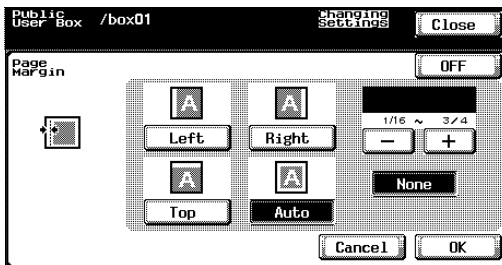 Public
User Box /box01
Changing
Settings
Close
Page
Margin
OFF
A
A
1/16 ~ 3/4
Left
Right
- +
A
A
None
Top
Auto
Cancel
OK